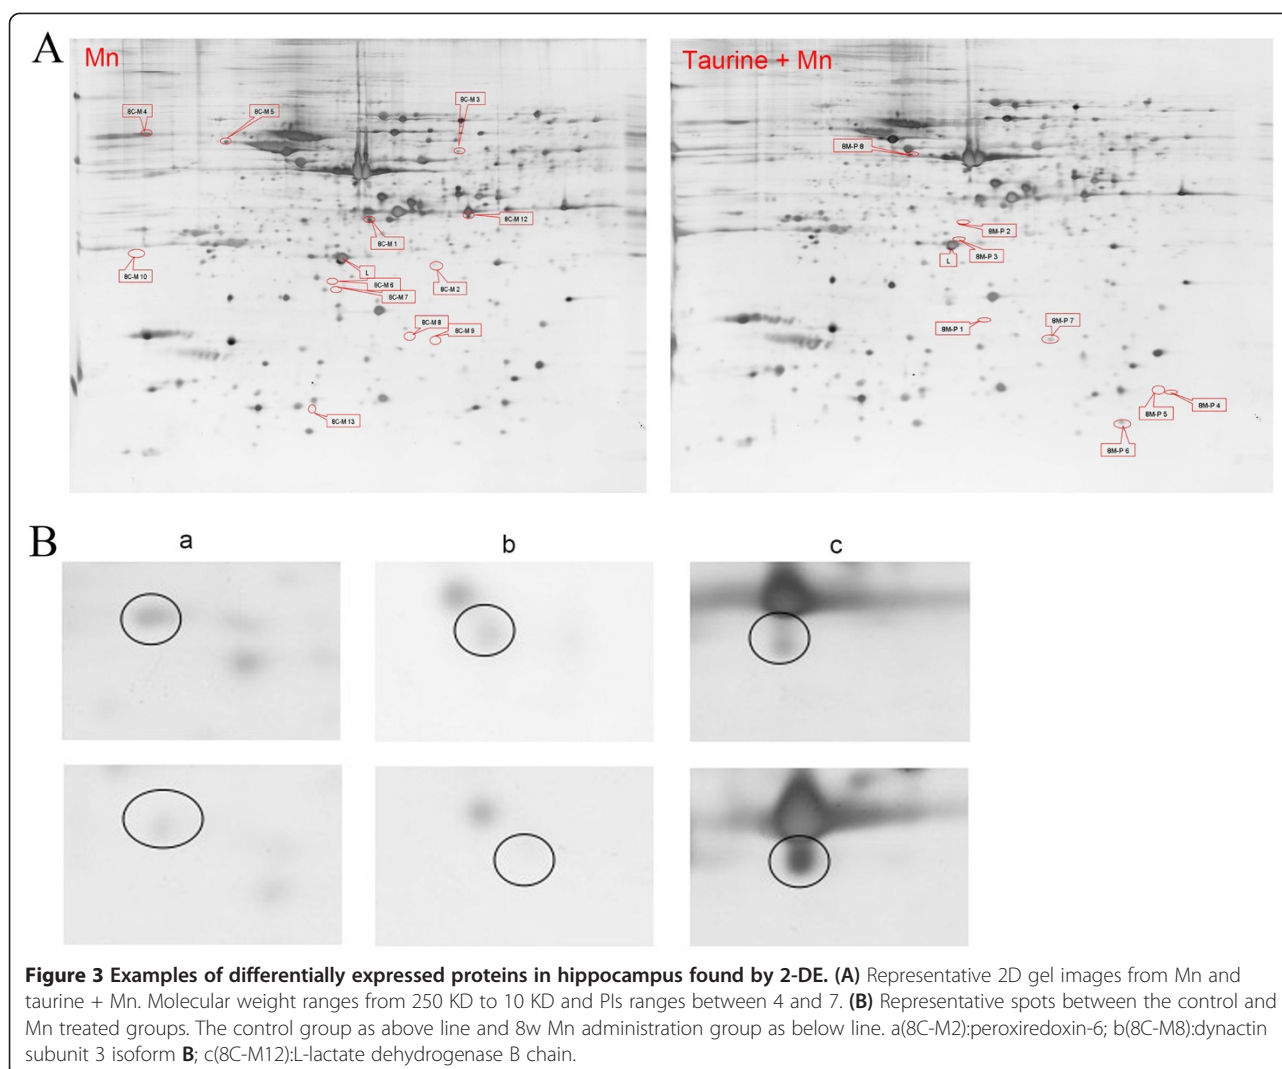 A
Mn
Taurine + Mn
8C-M 4
8C-M 5
8C-M 3
8M-P 8
8C-M 12
8C-M 1
8M-P 2
8M-P 3
8C-M 10
L
L
8C-M 6
8C-M 2
8C-M 7
8C-M 8
8C-M 9
8M-P 1
8M-P 7
8C-M 13
8M-P 4
8M-P 5
8M-P 6
B
a
b
c
Figure 3 Examples of differentially expressed proteins in hippocampus found by 2-DE. (A) Representative 2D gel images from Mn and
taurine + Mn. Molecular weight ranges from 250 KD to 10 KD and PIs ranges between 4 and 7. (B) Representative spots between the control and
Mn treated groups. The control group as above line and 8w Mn administration group as below line. a(8C-M2):peroxiredoxin-6; b(8C-M8):dynactin
subunit 3 isoform B; c(8C-M12):L-lactate dehydrogenase B chain.